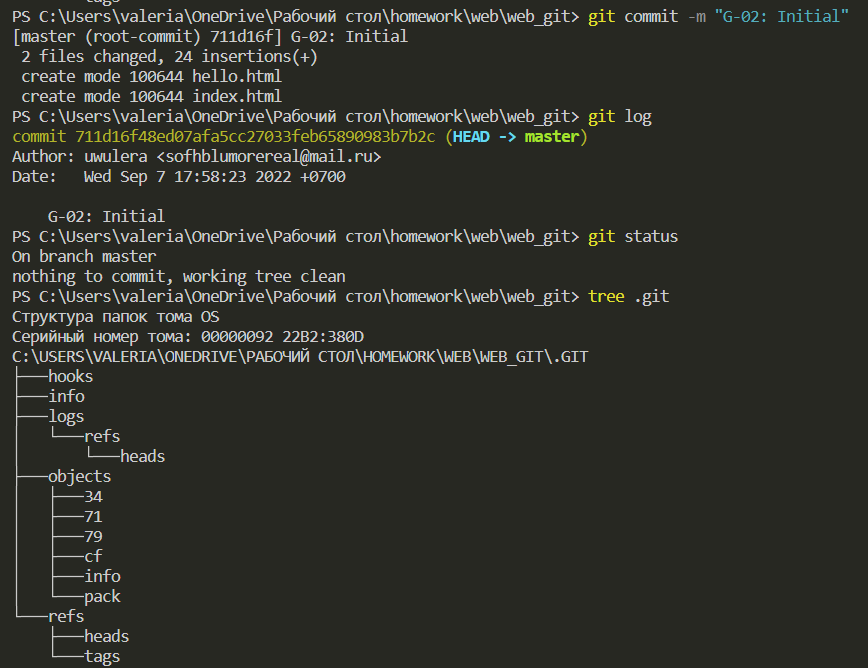 tags
PS C:\Users\valeria\OneDrive\Рабочий стол\homework\web\web_git> git commit -m "G-02: Initial"
[master (root-commit) 711d16f] G-02: Initial
 2 files changed, 24 insertions(+)
 create mode 100644 hello.html
 create mode 100644 index.html
PS C:\Users\valeria\OneDrive\Рабочий стол\homework\web\web_git> git log
commit 711d16f48ed07afa5cc27033feb65890983b7b2c (HEAD -> master)
Author: uwulera <sofhblumorereal@mail.ru>
Date:   Wed Sep 7 17:58:23 2022 +0700

    G-02: Initial
PS C:\Users\valeria\OneDrive\Рабочий стол\homework\web\web_git> git status
On branch master
nothing to commit, working tree clean
PS C:\Users\valeria\OneDrive\Рабочий стол\homework\web\web_git> tree .git
Структура папок тома OS
Серийный номер тома: 00000092 22B2:380D
C:\USERS\VALERIA\ONEDRIVE\РАБОЧИЙ СТОЛ\HOMEWORK\WEB\WEB_GIT\.GIT
├───hooks
├───info
├───logs
│   └───refs
│       └───heads
├───objects
│   ├───34
│   ├───71
│   ├───79
│   ├───cf
│   ├───info
│   └───pack
└───refs
    ├───heads
    └───tags